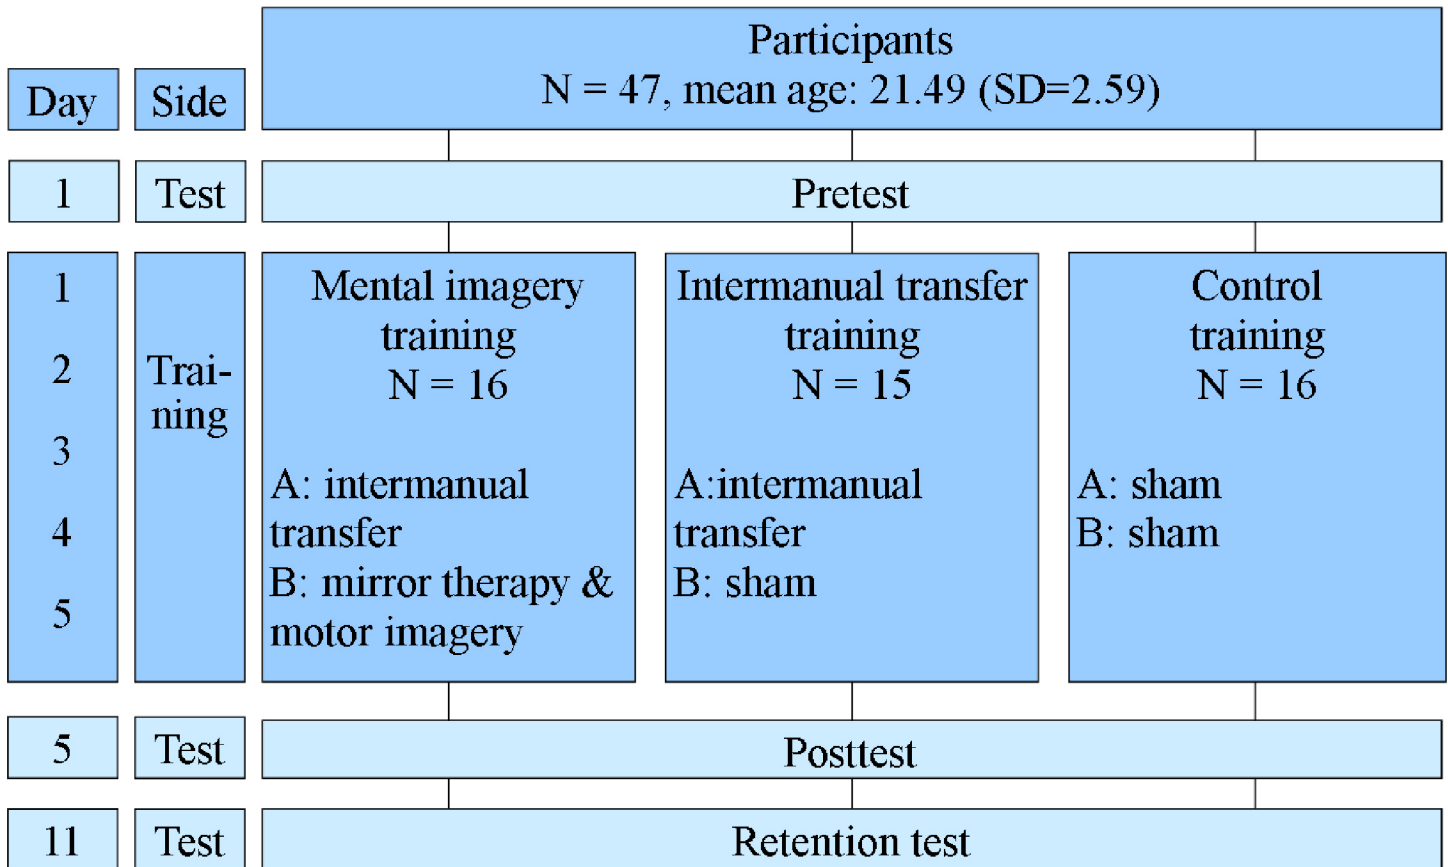 Participants
Day
Side
N = 47, mean age: 21.49 (SD=2.59)
1
Test
Pretest
1
2
3
4
5
Trai-
ning
Mental imagery
training
N = 16
A: intermanual
transfer
B: mirror therapy &
motor imagery
Intermanual transfer
training
N = 15
A:intermanual
transfer
B: sham
Control
training
N = 16
A: sham
B: sham
5
Test
Posttest
11
Test
Retention test